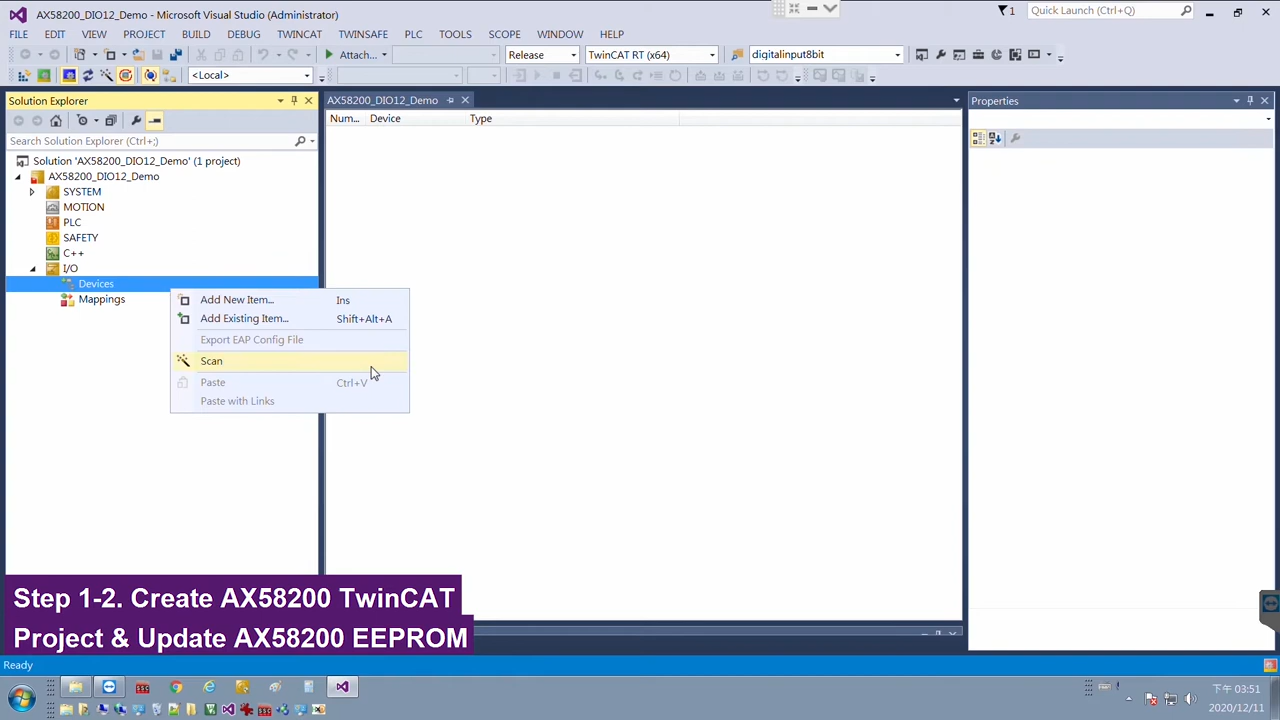 AX58200_DIO12_Demo - Microsoft Visual Studio (Administrator)
1
Quick Launch (Ctrl+Q)
FILE EDIT VIEW PROJECT BUILD DEBUG TWINCAT TWINSAFE PLC TOOLS SCOPE WINDOW HELP
Attach... Release TwinCAT RT (x64) digitalinput8bit
<Local>
Solution Explorer
AX58200_DIO12_Demo
Properties
Num... Device Type
Search Solution Explorer (Ctrl+;)
Solution 'AX58200_DIO12_Demo' (1 project)
AX58200_DIO12_Demo
SYSTEM
MOTION
PLC
SAFETY
C++
I/O
Devices
Mappings
Add New Item... Ins
Add Existing Item... Shift+Alt+A
Export EAP Config File
Scan
Paste Ctrl+V
Paste with Links
Step 1-2. Create AX58200 TwinCAT
Project & Update AX58200 EEPROM
Ready
下午 03:51
2020/12/11